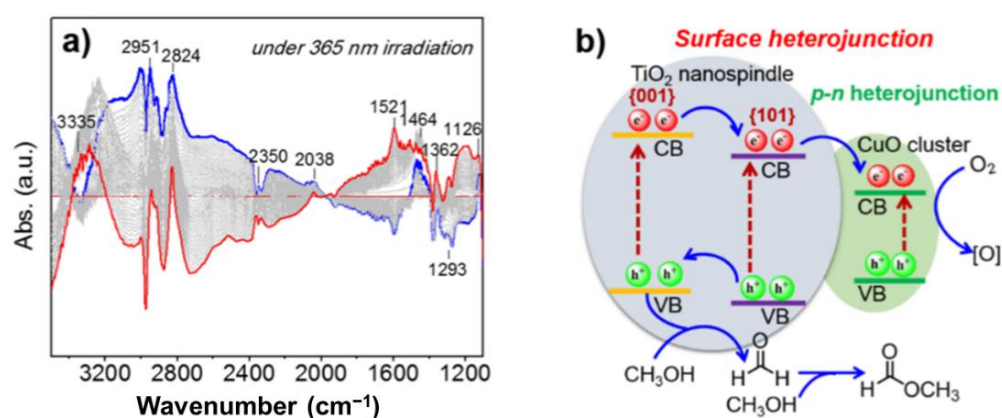 a)
2951
2824
under 365 nm irradiation
3335
1521
1464
1126
1362
2350
2038
1293
Abs. (a.u.)
3200
2800
2400
2000
1600
1200
Wavenumber (cm⁻¹)
b)
Surface heterojunction
TiO₂ nanospindle
{001}
{101}
p-n heterojunction
e⁻ e⁻
e⁻ e⁻
CuO cluster
CB
CB
e⁻ e⁻
O₂
CB
[O]
h⁺ h⁺
h⁺ h⁺
h⁺ h⁺
VB
VB
VB
CH₃OH
O
H H
CH₃OH
O
H OCH₃